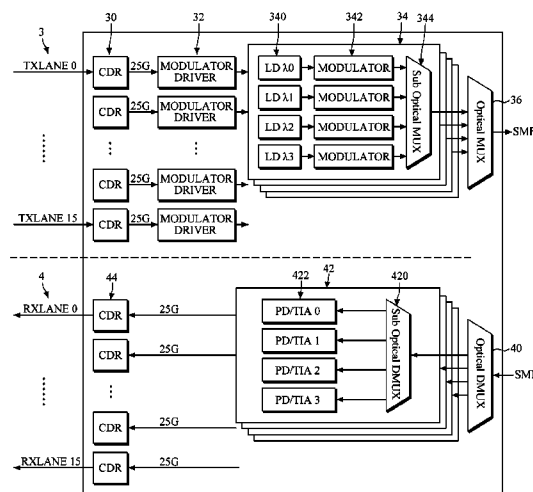 3
30
32
340
342
34
344
TXLANE 0
CDR
25G
MODULATOR
DRIVER
LD λ0
MODULATOR
CDR
25G
MODULATOR
DRIVER
LD λ1
MODULATOR
LD λ2
MODULATOR
LD λ3
MODULATOR
Sub Optical MUX
Optical MUX
36
SMF
CDR
25G
MODULATOR
DRIVER
TXLANE 15
CDR
25G
MODULATOR
DRIVER
4
44
422
42
420
RXLANE 0
CDR
25G
PD/TIA 0
CDR
25G
PD/TIA 1
PD/TIA 2
PD/TIA 3
Sub Optical DMUX
Optical DMUX
40
SMF
CDR
25G
RXLANE 15
CDR
25G